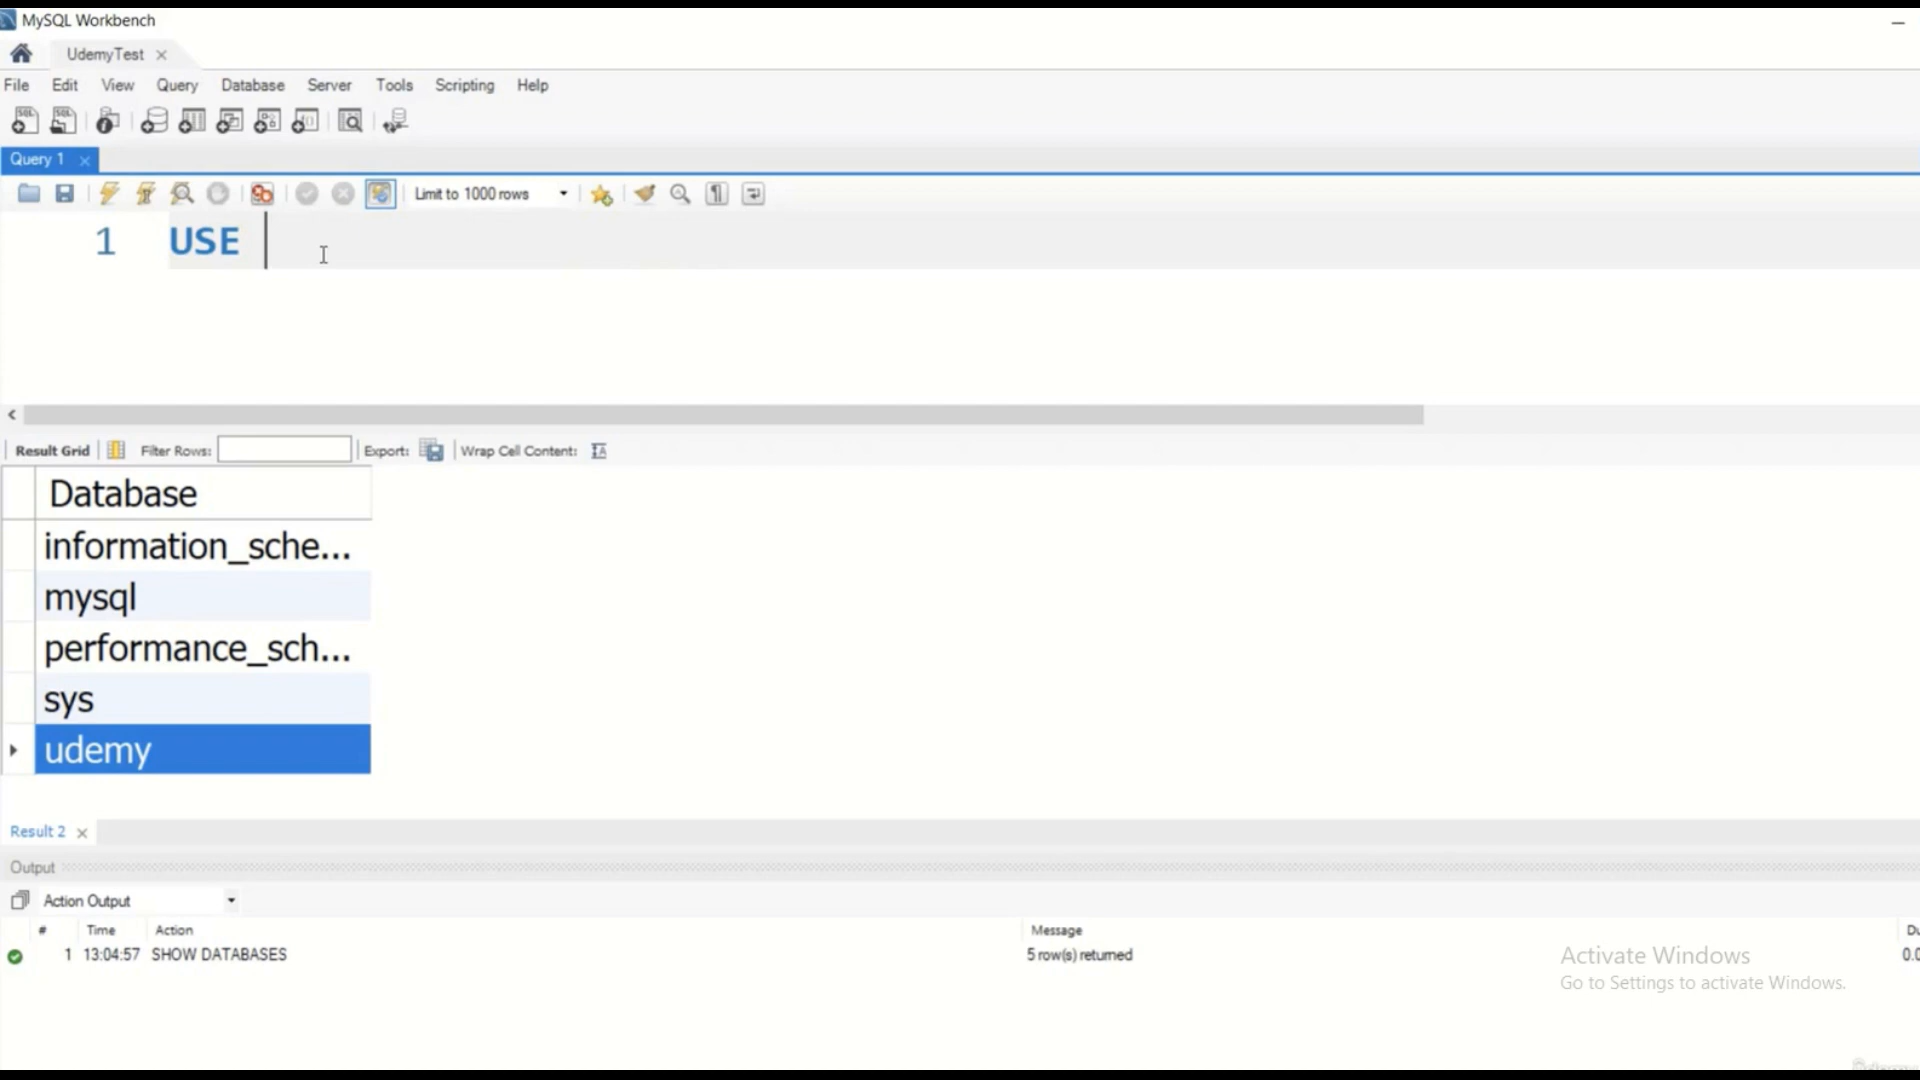 MySQL Workbench
UdemyTest
File Edit View Query Database Server Tools Scripting Help
Query 1
Limit to 1000 rows
1 USE
Result Grid Filter Rows: Export: Wrap Cell Content:
Database
information_sche...
mysql
performance_sch...
sys
udemy
Result 2
Output
Action Output
# Time Action Message
1 13:04:57 SHOW DATABASES 5 row(s) returned
Activate Windows
Go to Settings to activate Windows.